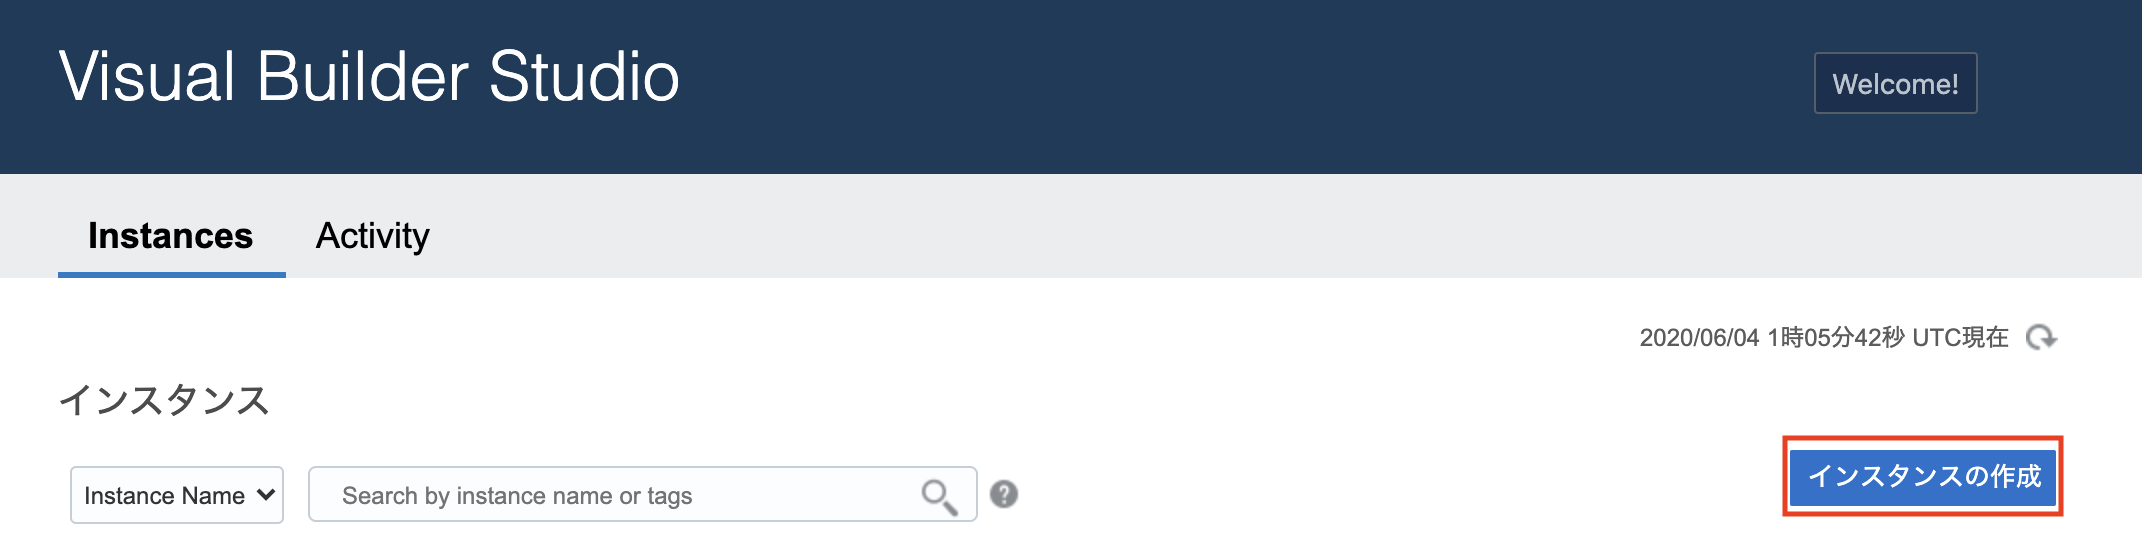 Visual Builder Studio
Welcome!
Instances Activity
2020/06/04 1時05分42秒 UTC現在
インスタンス
Instance Name Search by instance name or tags ? インスタンスの作成